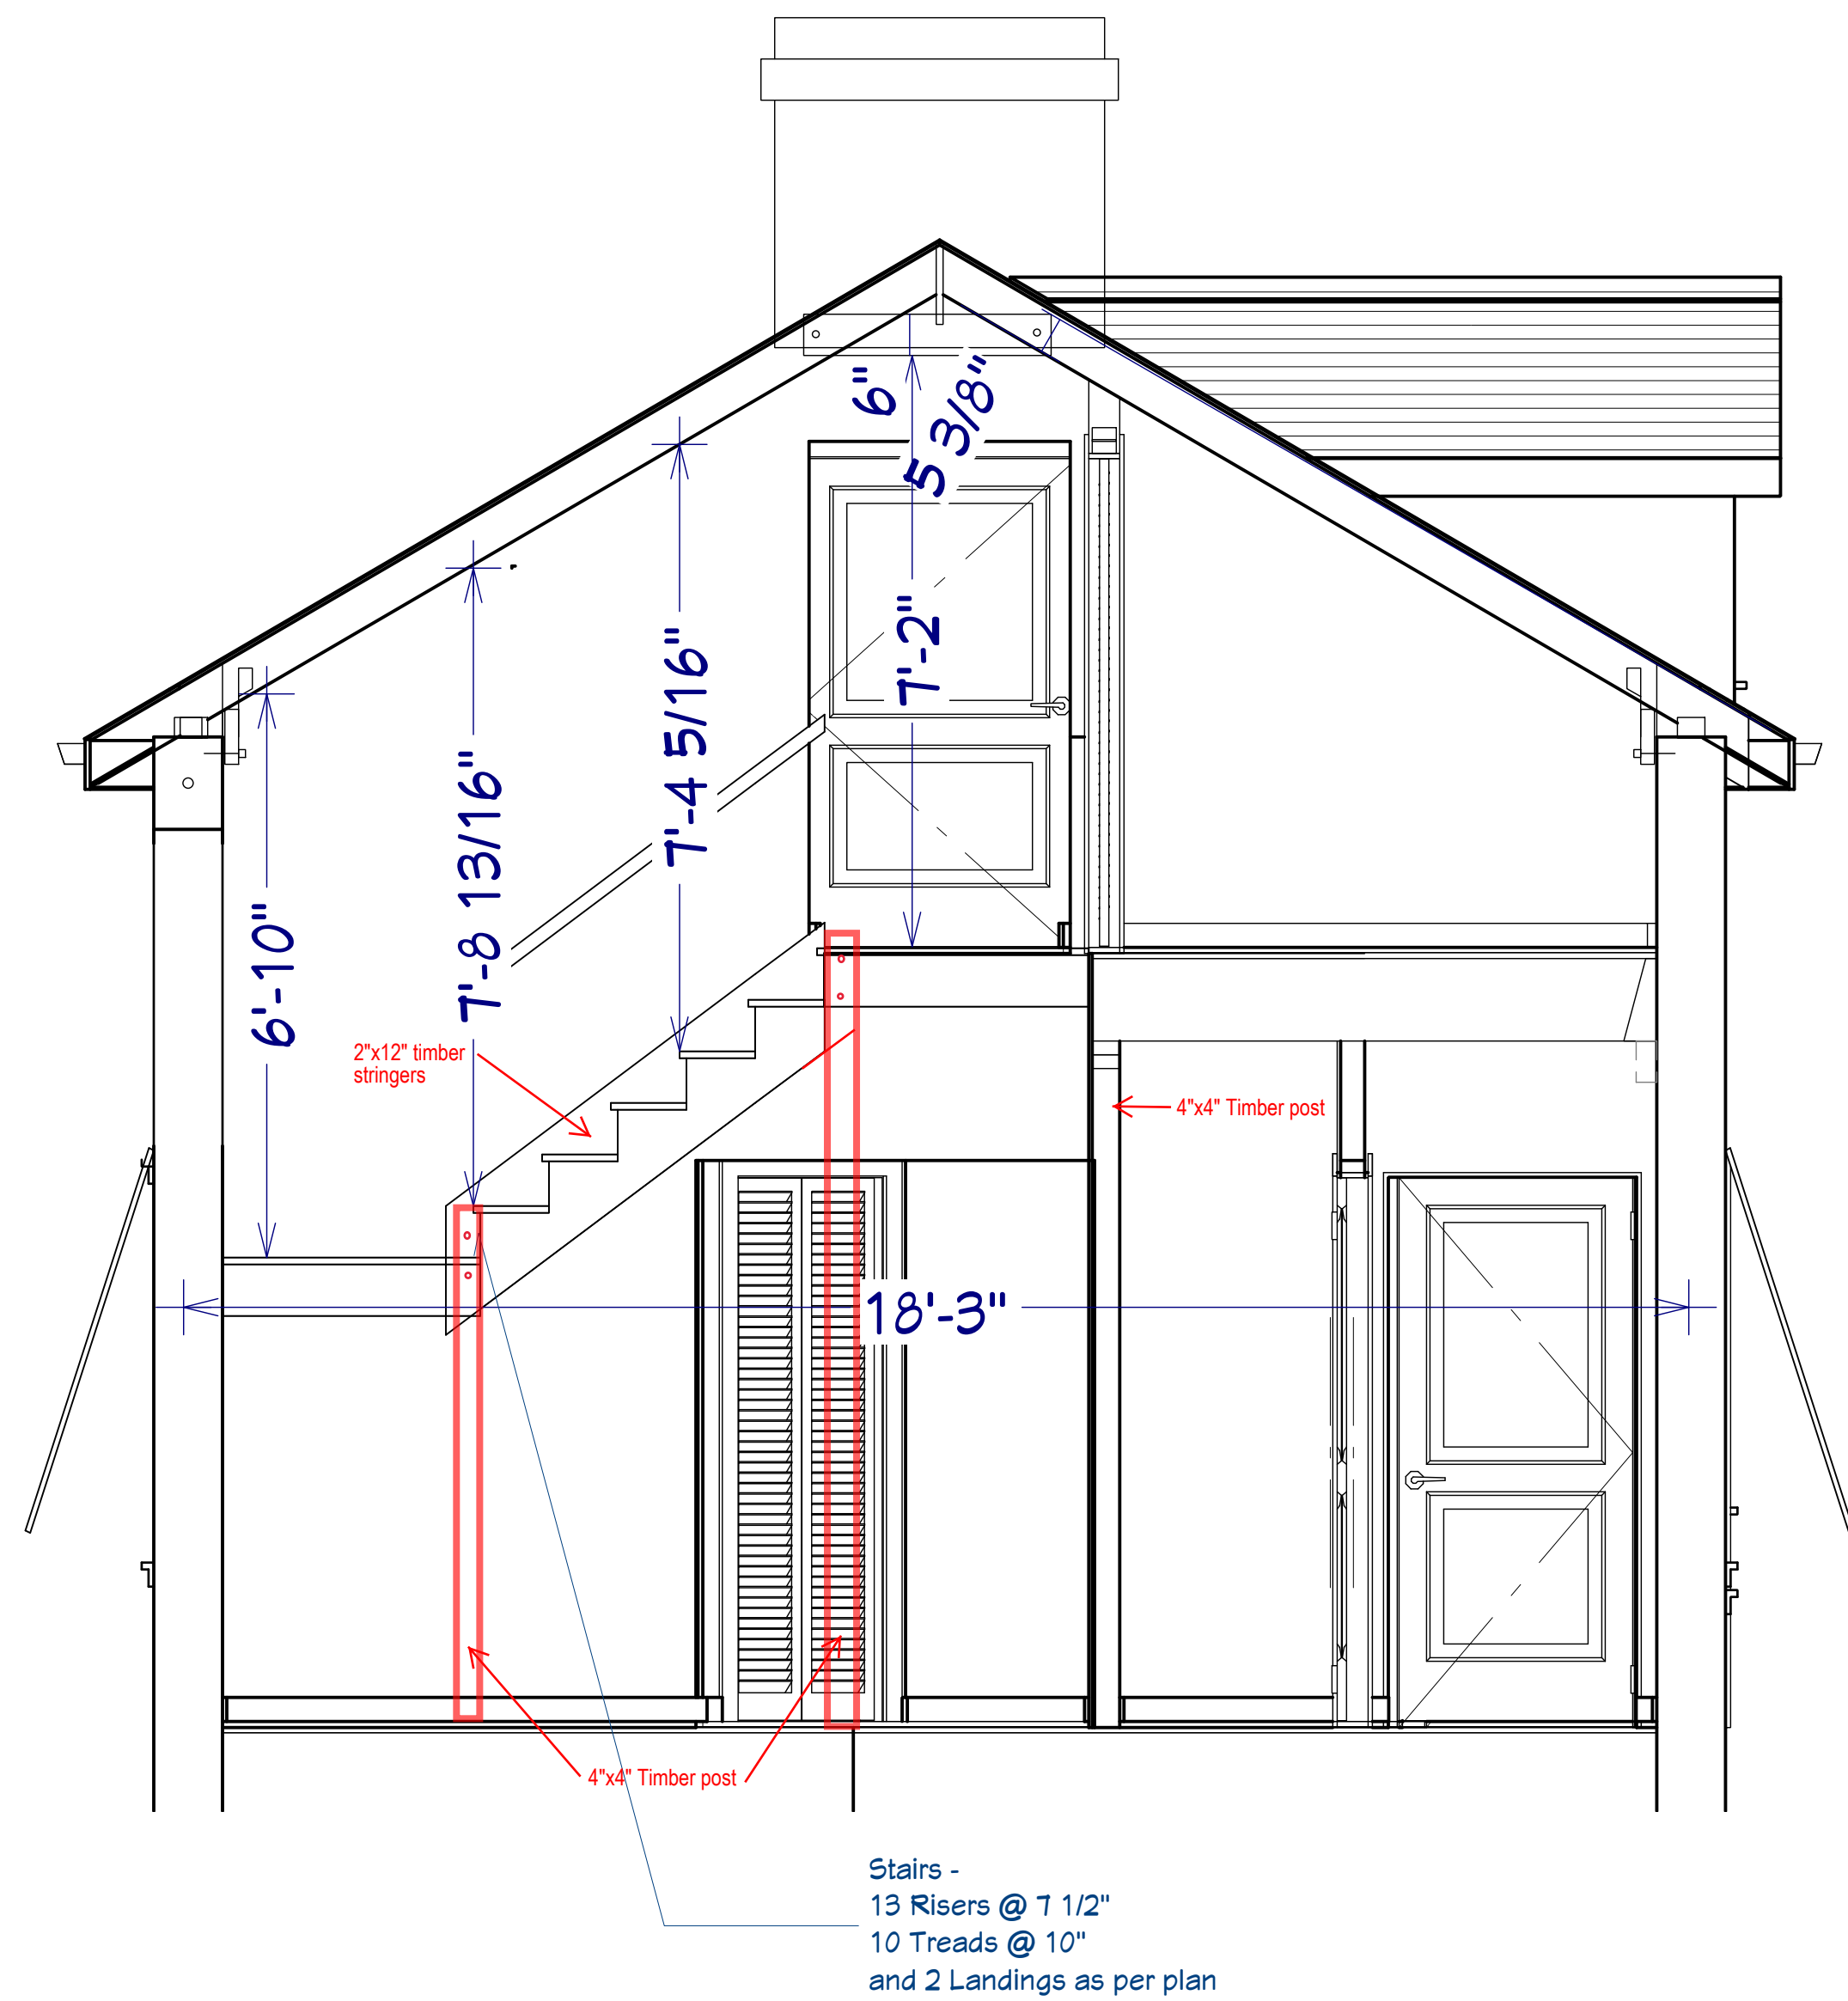 6"
5 3/8"
7'-2"
7'-4 5/16"
7'-8 13/16"
6'-10"
2"x12" timber
stringers
4"x4" Timber post
18'-3"
4"x4" Timber post
Stairs -
13 Risers @ 7 1/2"
10 Treads @ 10"
and 2 Landings as per plan